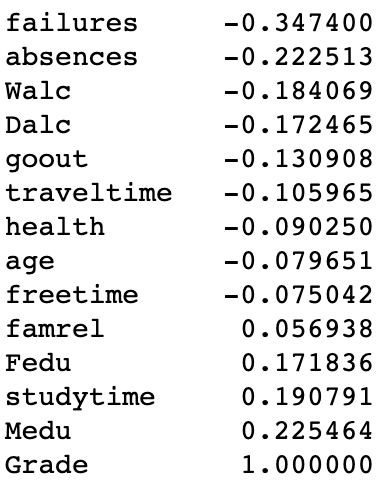 failures -0.347400
absences -0.222513
Walc -0.184069
Dalc -0.172465
goout -0.130908
traveltime -0.105965
health -0.090250
age -0.079651
freetime -0.075042
famrel 0.056938
Fedu 0.171836
studytime 0.190791
Medu 0.225464
Grade 1.000000